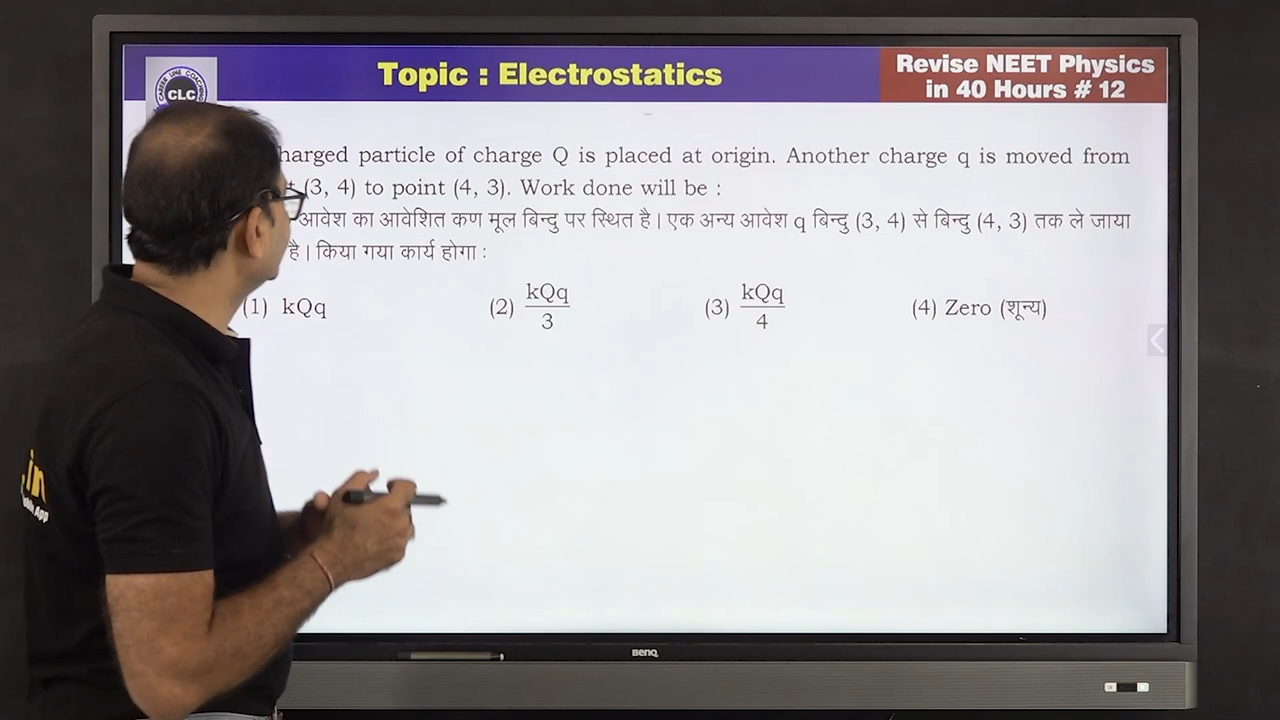 CLC
Topic : Electrostatics
Revise NEET Physics
in 40 Hours # 12
harged particle of charge Q is placed at origin. Another charge q is moved from
(3, 4) to point (4, 3). Work done will be :
आवेश का आवेशित कण मूल बिन्दु पर स्थित है। एक अन्य आवेश q बिन्दु (3, 4) से बिन्दु (4, 3) तक ले जाया
है। किया गया कार्य होगा :
(1) kQq (2) kQq/3 (3) kQq/4 (4) Zero (शून्य)
.in
BENQ